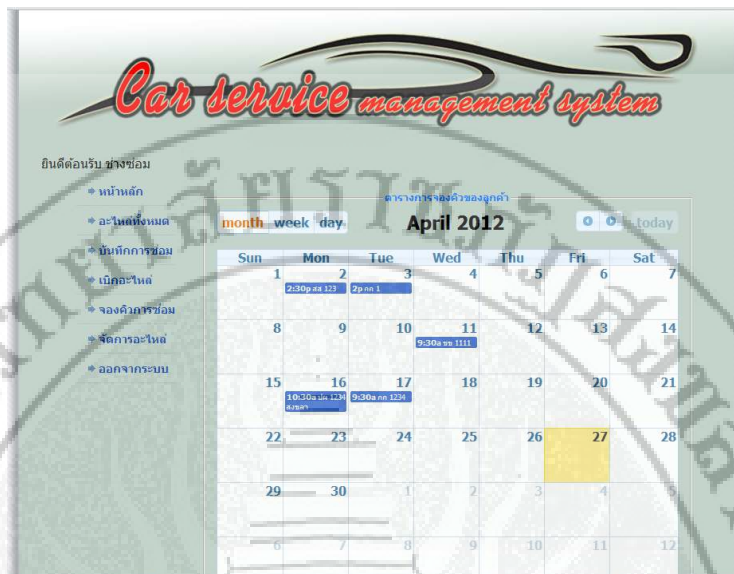 Car service management system
ยินดีต้อนรับ ช่างซ่อม
หน้าหลัก
อะไหล่ทั้งหมด
บันทึกการซ่อม
เบิกอะไหล่
จองคิวการซ่อม
จัดการอะไหล่
ออกจากระบบ
ตารางการจองคิวของลูกค้า
month week day April 2012 today
Sun Mon Tue Wed Thu Fri Sat
1 2 3 4 5 6 7
2:30p สส 123 2p กก 1
8 9 10 11 12 13 14
9:30a ขข 1111
15 16 17 18 19 20 21
10:30a 1234 9:30a กก 1234
สงขลา
22 23 24 25 26 27 28
29 30 1 2 3 4 5
6 7 8 9 10 11 12